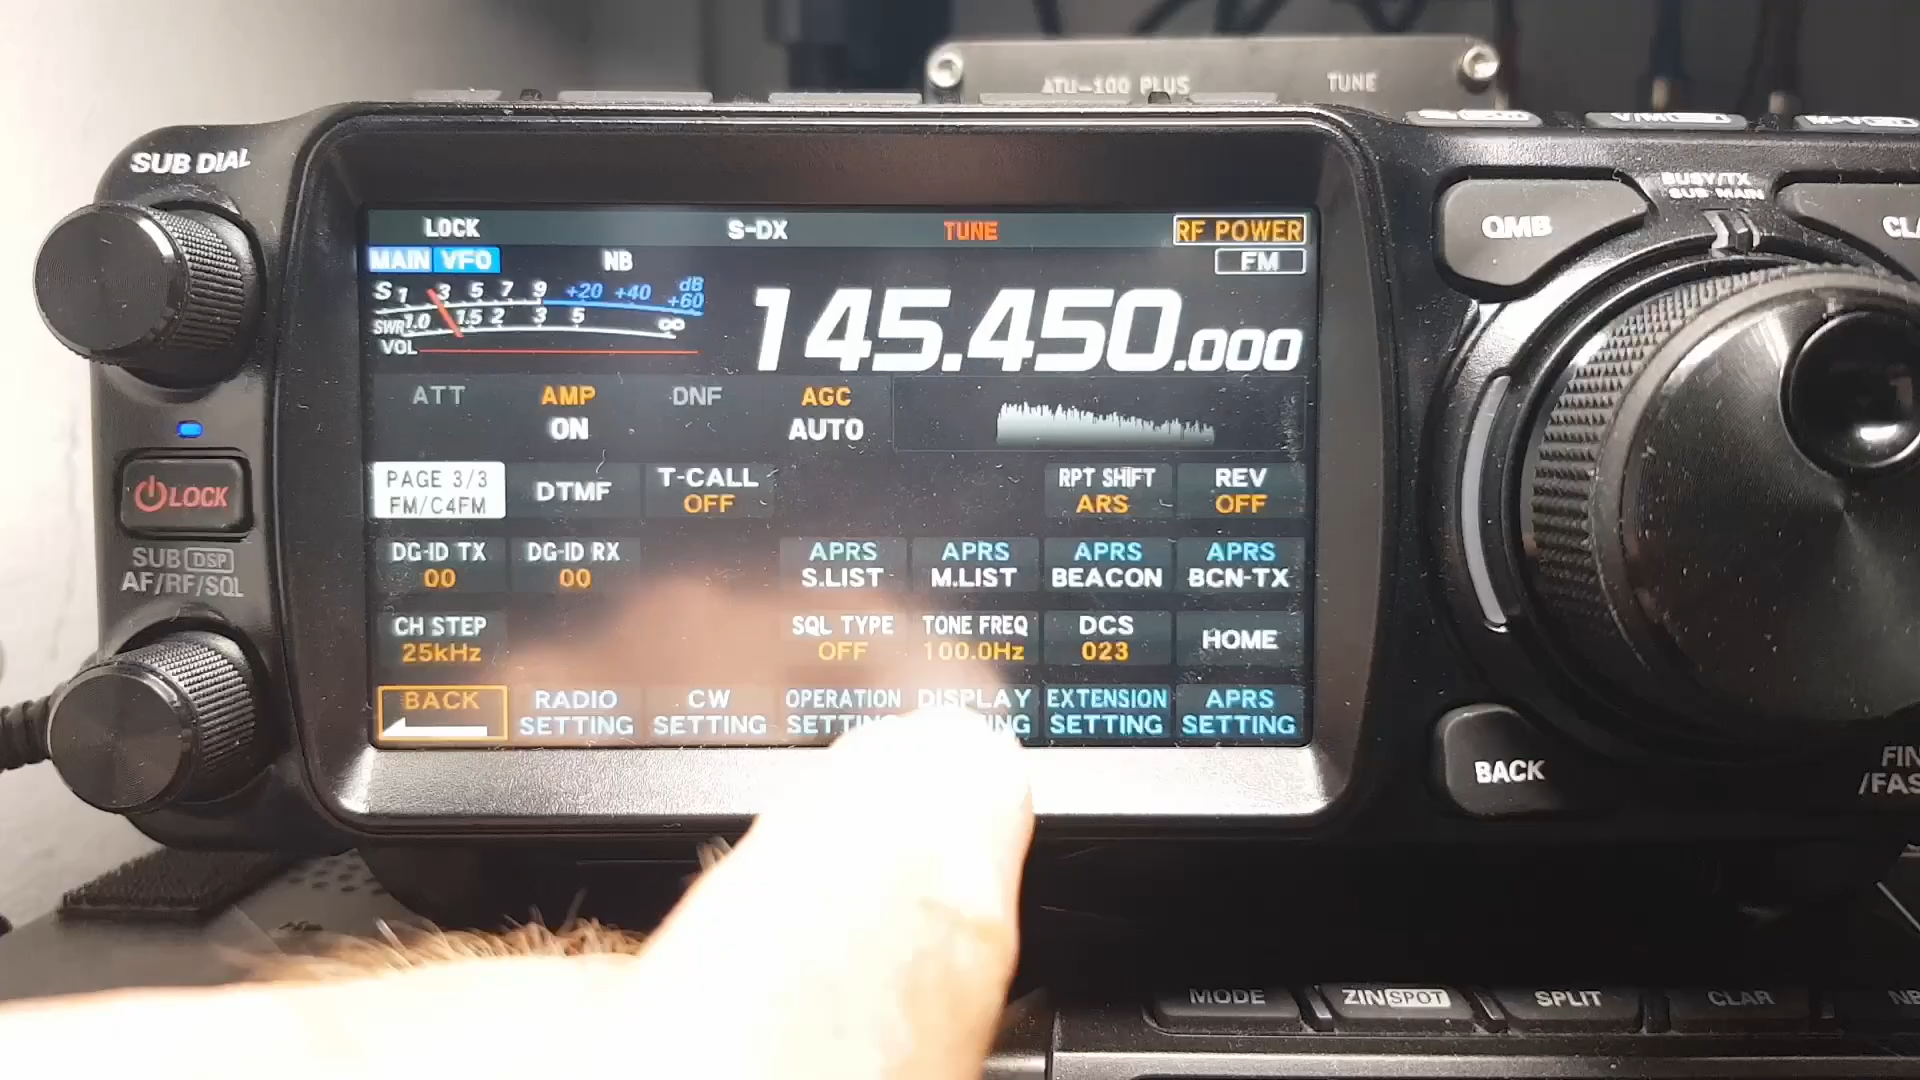 ATU-100 PLUS TUNE
SUB DIAL
LOCK S-DX TUNE RF POWER
MAIN VFO NB FM
S 1 3 5 7 9 +20 +40 +60 dB
SWR 1.0 1.5 2 3 5 ∞
VOL
145.450.000
ATT AMP DNF AGC
ON AUTO
PAGE 3/3 DTMF T-CALL RPT SHIFT REV
FM/C4FM OFF ARS OFF
DG-ID TX DG-ID RX APRS APRS APRS APRS
00 00 S.LIST M.LIST BEACON BCN-TX
CH STEP SQL TYPE TONE FREQ DCS HOME
25kHz OFF 100.0Hz 023
BACK RADIO CW OPERATION DISPLAY EXTENSION APRS
SETTING SETTING SETTING SETTING
LOCK
SUB DSP
AF/RF/SQL
BUSY/TX
SUB MAIN
QMB
BACK
MODE ZIN SPOT SPLIT CLAR